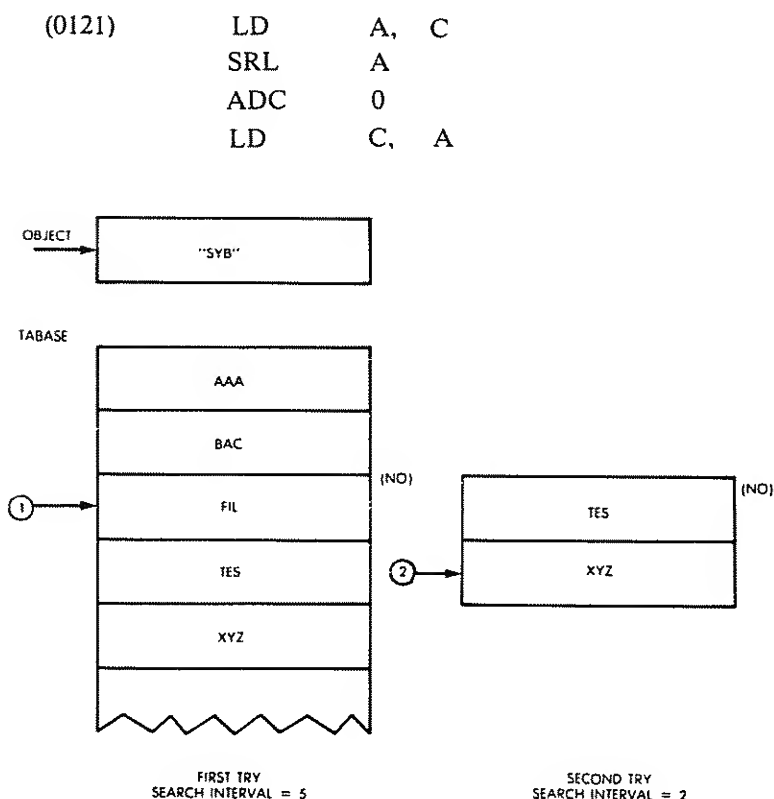 (0121) LD A, C
SRL A
ADC 0
LD C, A
OBJECT
"SYB"
TABASE
AAA
BAC
(NO)
1
FIL
TES
XYZ
(NO)
TES
2
XYZ
FIRST TRY
SEARCH INTERVAL = 5
SECOND TRY
SEARCH INTERVAL = 2